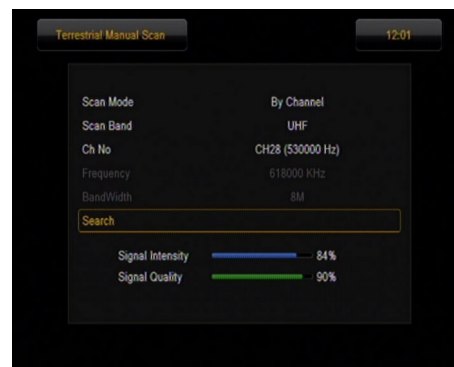 Terrestrial Manual Scan 12:01
Scan Mode By Channel
Scan Band UHF
Ch No CH28 (530000 Hz)
Frequency 618000 KHz
BandWidth 8M
Search
Signal Intensity 84%
Signal Quality 90%